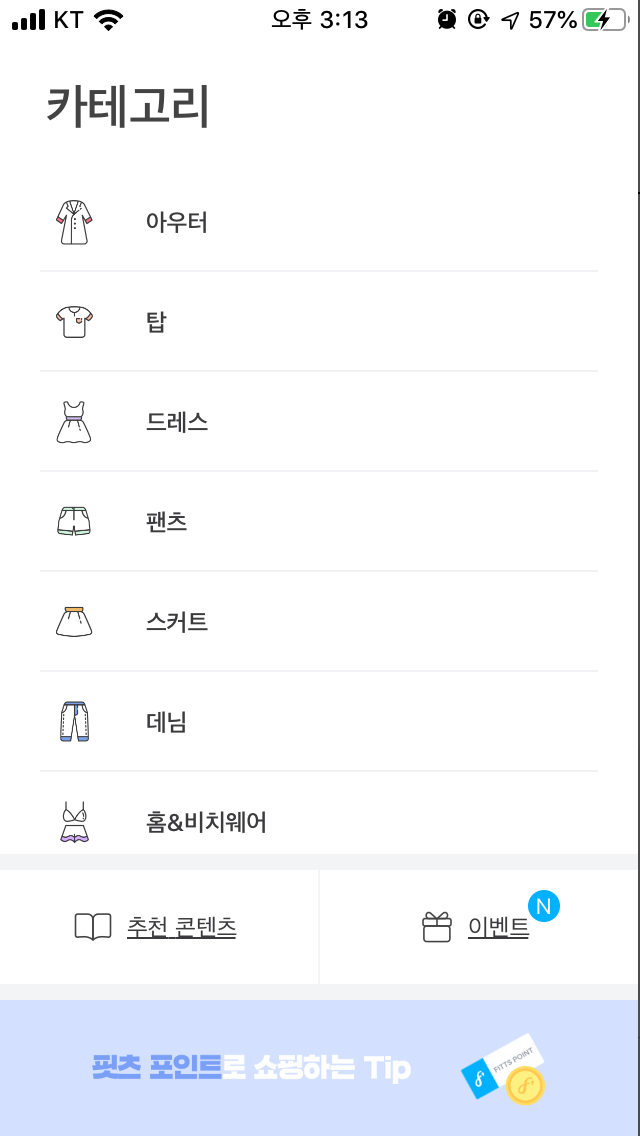 KT 오후 3:13 57%
카테고리
아우터
탑
드레스
팬츠
스커트
데님
홈&비치웨어
추천 콘텐츠
이벤트 N
핏츠 포인트로 쇼핑하는 Tip
FITTS POINT